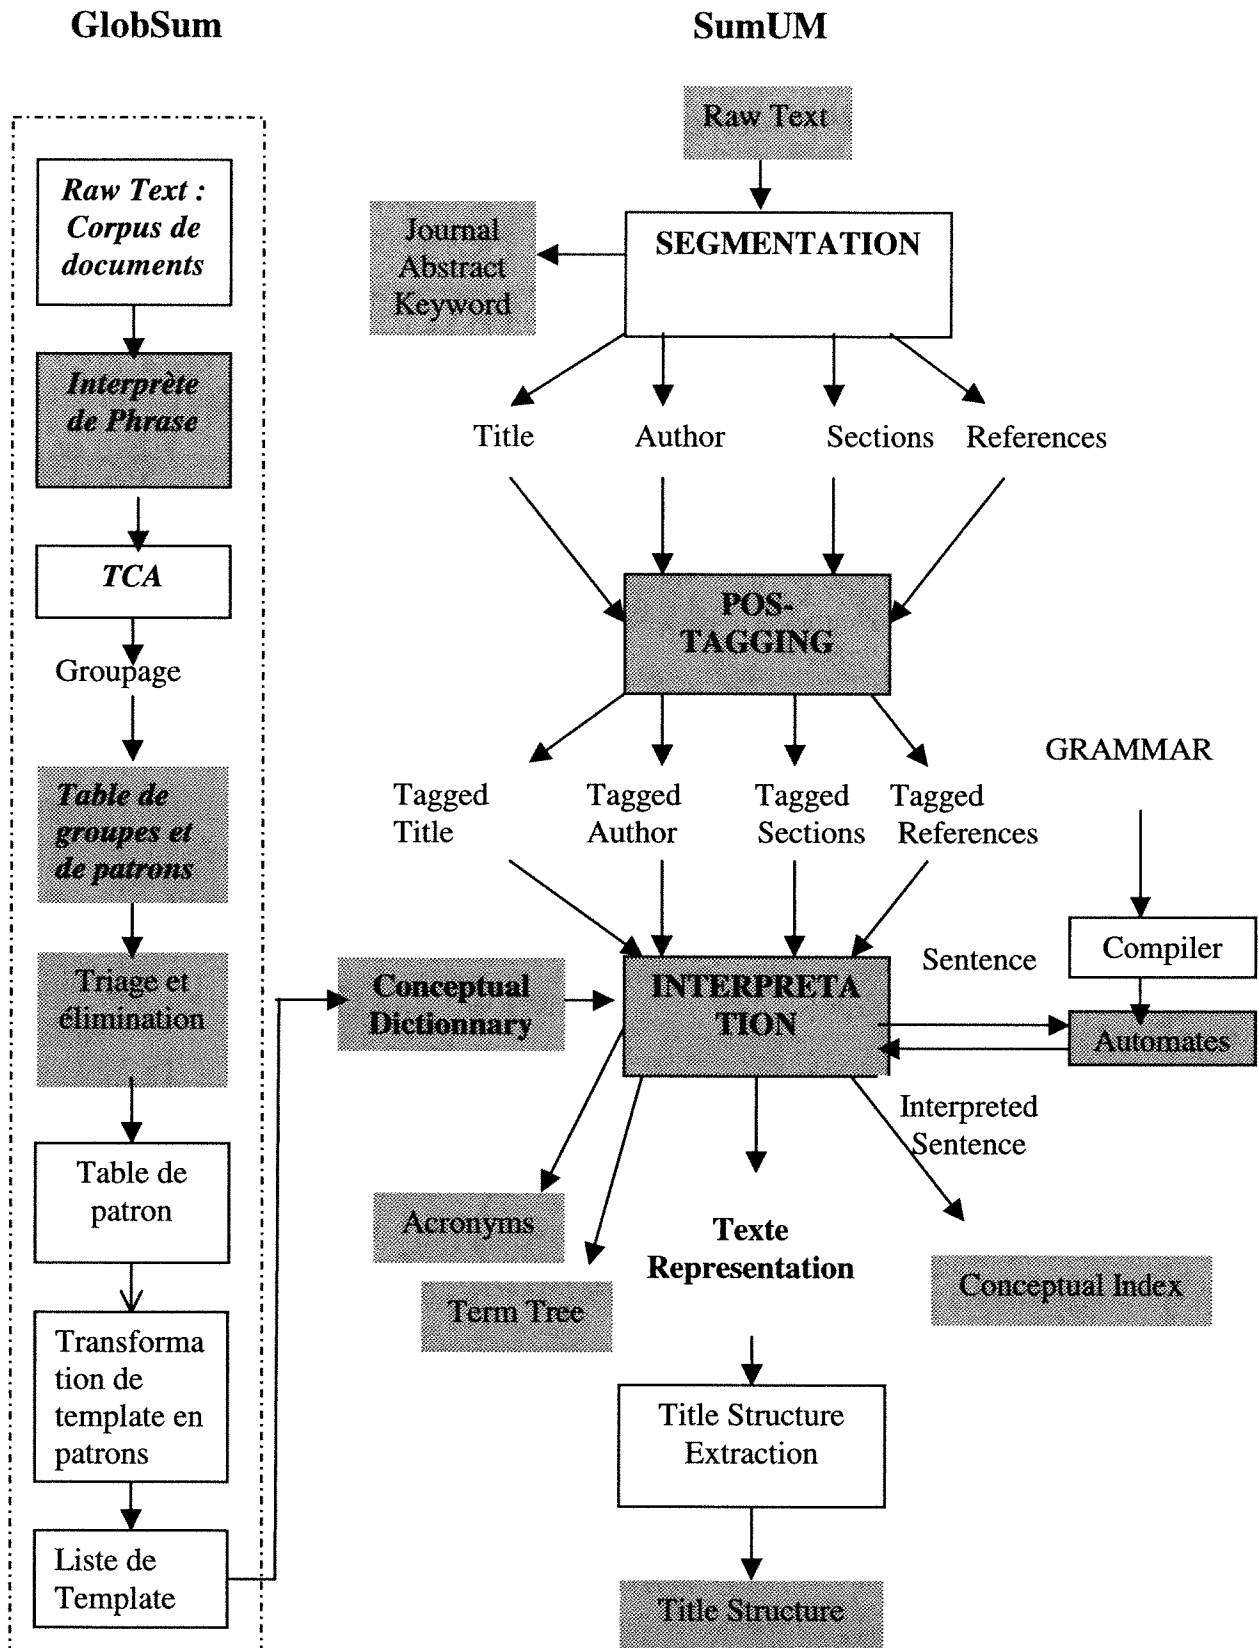 GlobSum
Raw Text :
Corpus de
documents
Interprète
de Phrase
TCA
Groupage
Table de
groupes et
de patrons
Triage et
élimination
Table de
patron
Transforma
tion de
template en
patrons
Liste de
Template
SumUM
Raw Text
SEGMENTATION
Journal
Abstract
Keyword
Title
Author
Sections
References
POS-
TAGGING
Tagged
Title
Tagged
Author
Tagged
Sections
Tagged
References
GRAMMAR
Compiler
Automates
Sentence
Conceptual
Dictionnary
INTERPRETA
TION
Interpreted
Sentence
Acronyms
Term Tree
Texte
Representation
Conceptual Index
Title Structure
Extraction
Title Structure